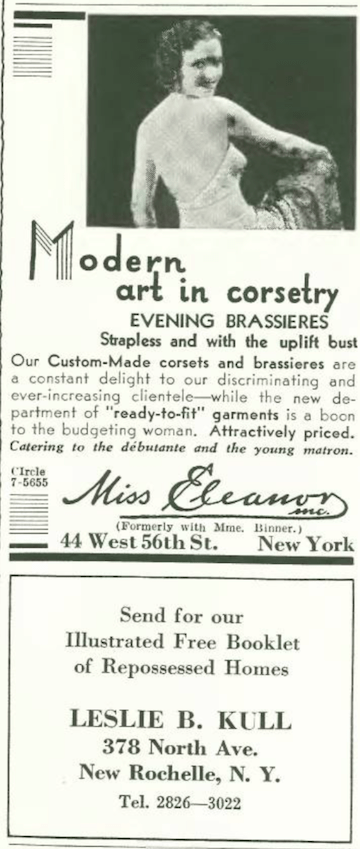 Modern
art in corsetry
EVENING BRASSIERES
Strapless and with the uplift bust
Our Custom-Made corsets and brassieres are
a constant delight to our discriminating and
ever-increasing clientele—while the new de-
partment of "ready-to-fit" garments is a boon
to the budgeting woman. Attractively priced.
Catering to the débutante and the young matron.
CIrcle
7-5655
Miss Eleanor inc.
(Formerly with Mme. Binner.)
44 West 56th St. New York
Send for our
Illustrated Free Booklet
of Repossessed Homes
LESLIE B. KULL
378 North Ave.
New Rochelle, N. Y.
Tel. 2826—3022